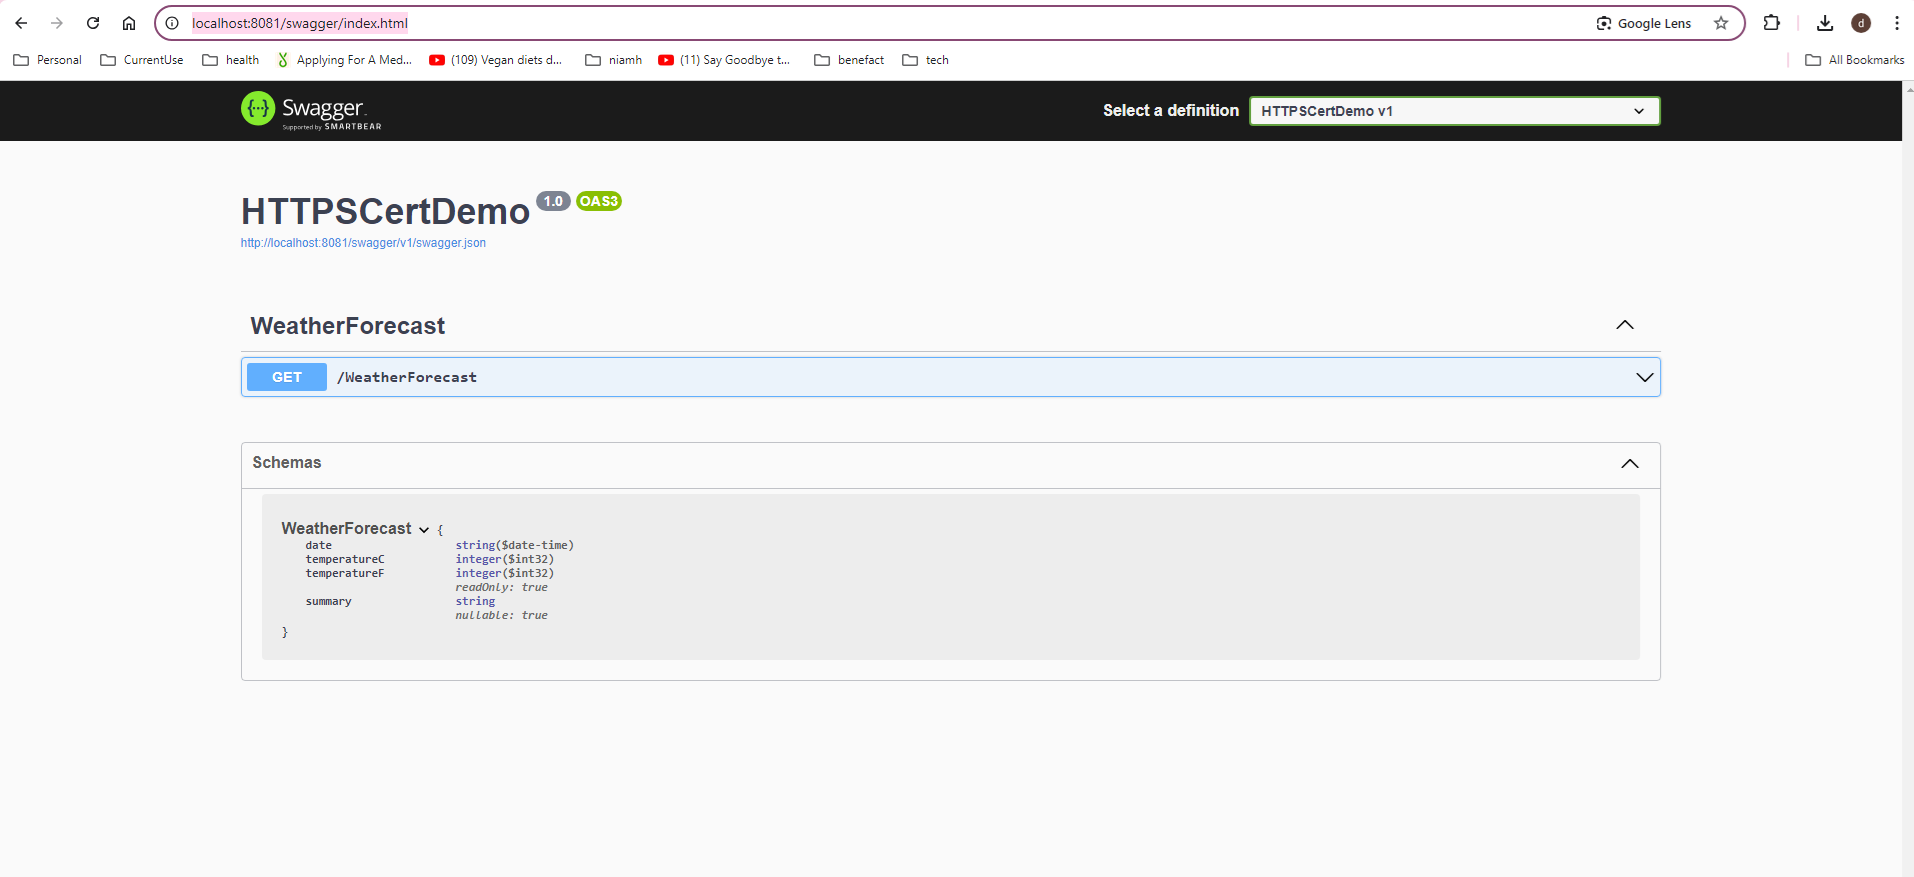 localhost:8081/swagger/index.html
Google Lens
d
Personal
CurrentUse
health
Applying For A Med...
(109) Vegan diets d...
niamh
(11) Say Goodbye t...
benefact
tech
All Bookmarks
{···} Swagger.
Supported by SMARTBEAR
Select a definition
HTTPSCertDemo v1
HTTPSCertDemo 1.0 OAS3
http://localhost:8081/swagger/v1/swagger.json
WeatherForecast
GET /WeatherForecast
Schemas
WeatherForecast {
date string($date-time)
temperatureC integer($int32)
temperatureF integer($int32)
readOnly: true
summary string
nullable: true
}